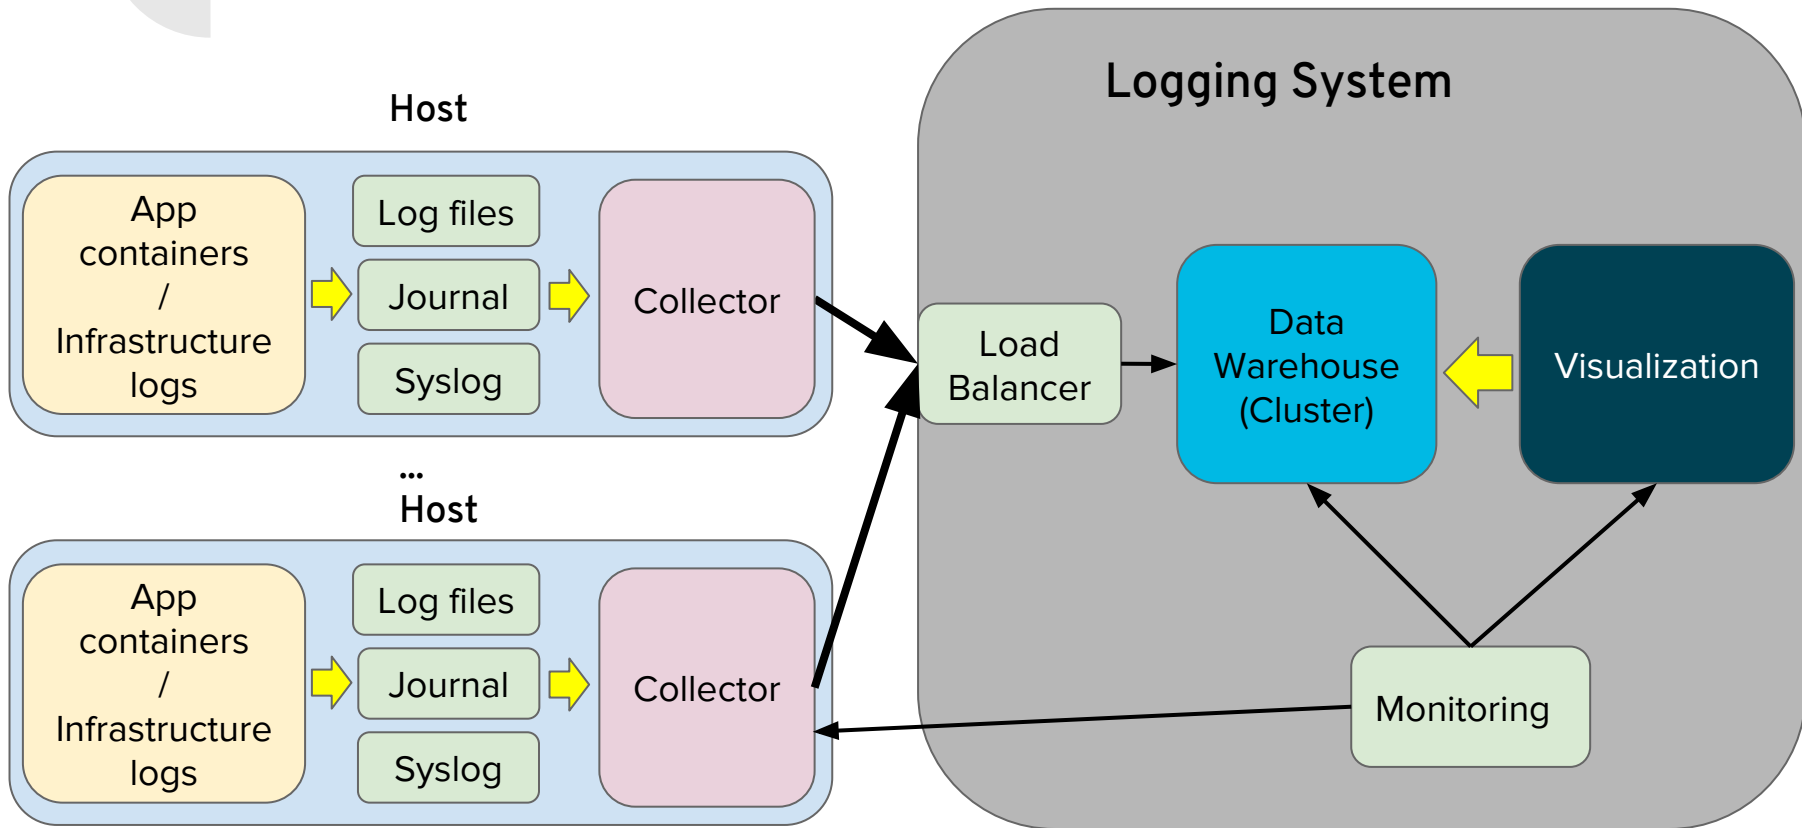 Logging System
Host
App
containers
/
Infrastructure
logs
Log files
Journal
Syslog
Collector
Load
Balancer
Data
Warehouse
(Cluster)
Visualization
...
Host
App
containers
/
Infrastructure
logs
Log files
Journal
Syslog
Collector
Monitoring